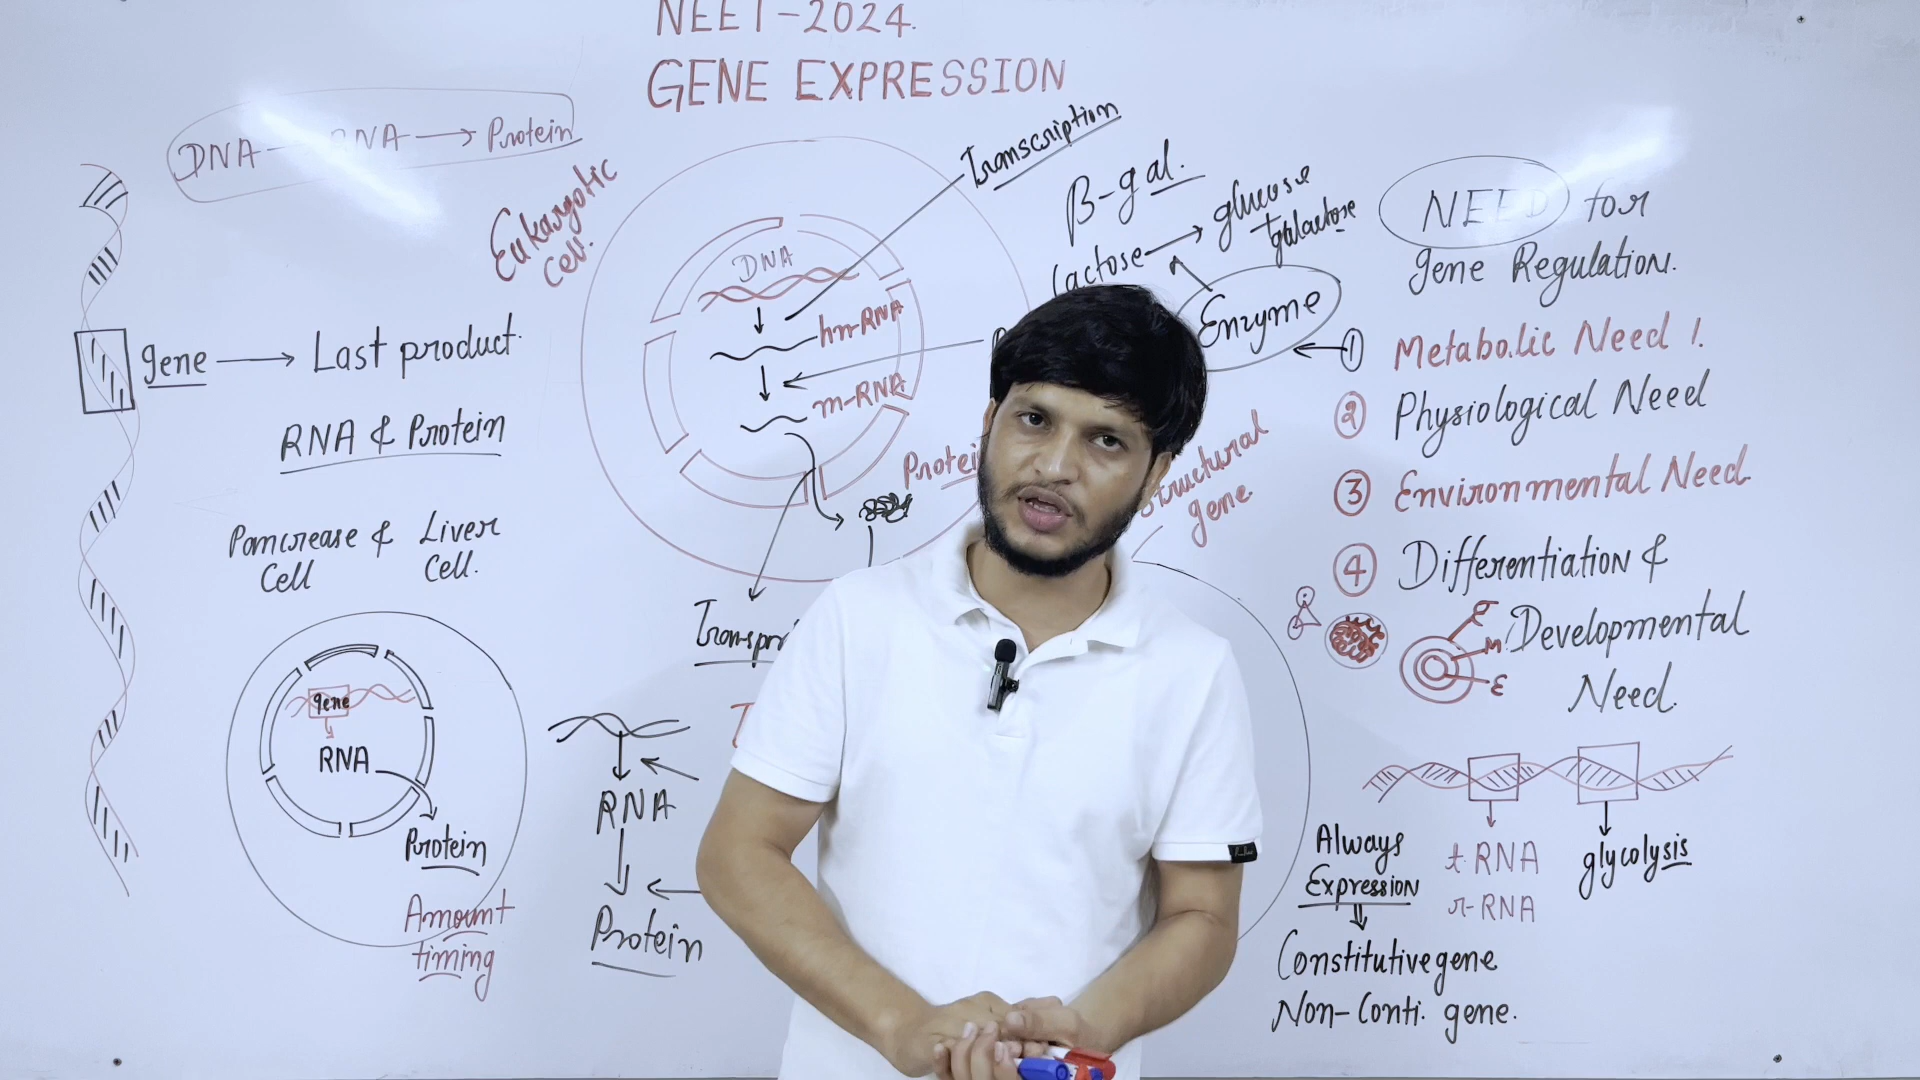 NEET-2024.
GENE EXPRESSION
DNA RNA → Protein
Eukaryotic
Cell.
gene → Last product.
RNA & Protein
Pancrease & Liver
Cell Cell.
gene
RNA
Protein
Amount
timing
Transcription
DNA
hn-RNA
m-RNA
RNA
Protein
β-gal.
Lactose → glucose
+galactose
Enzyme
Structural
gene
NEED for
gene Regulation.
① Metabolic Need 1.
② Physiological Need
③ Environmental Need
④ Differentiation &
Developmental
Need.
M
E
Always
Expression
t.RNA
r-RNA
glycolysis
Constitutive gene
Non-Conti. gene.